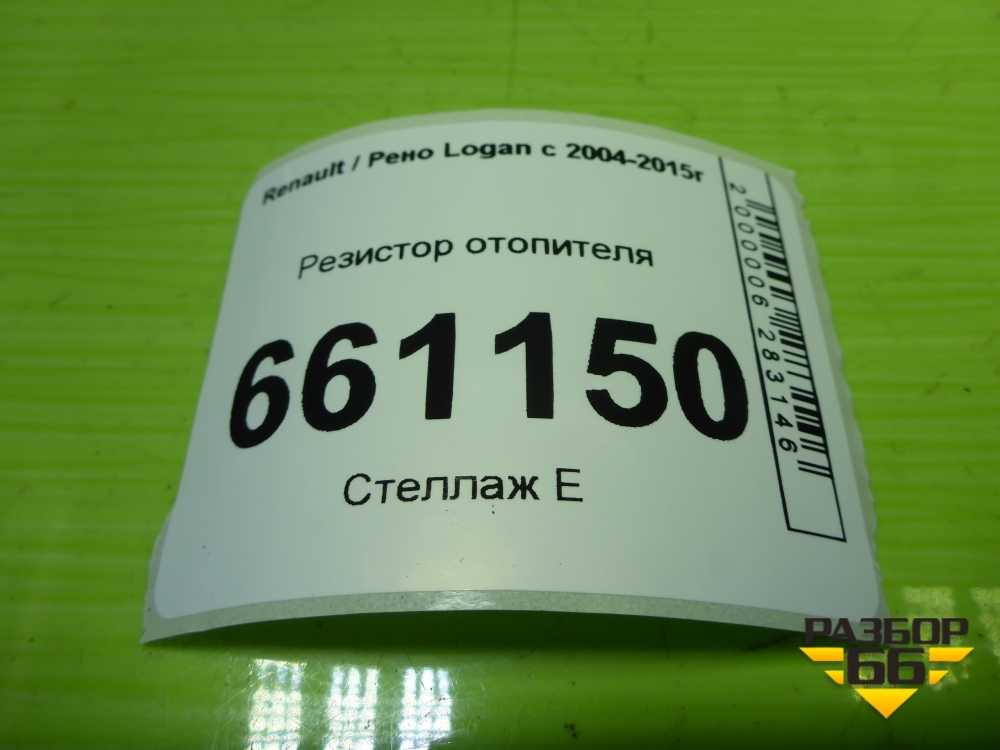 Renault / Рено Logan с 2004-2015г
Резистор отопителя
661150
Стеллаж Е
2000006283146
РАЗБОР
66